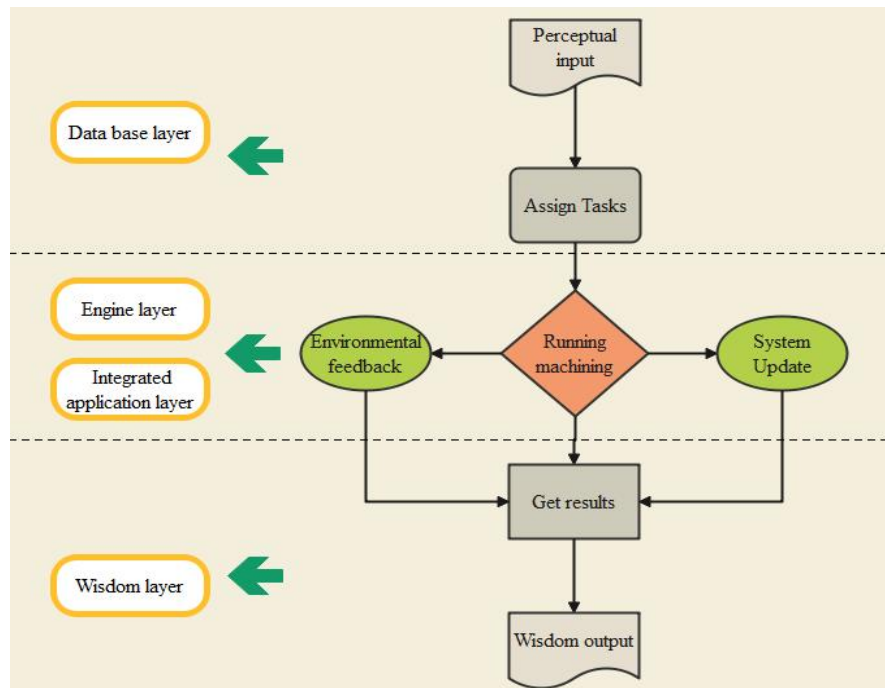 Perceptual
input
Data base layer
Assign Tasks
Engine layer
Environmental
feedback
Running
machining
System
Update
Integrated
application layer
Get results
Wisdom layer
Wisdom output